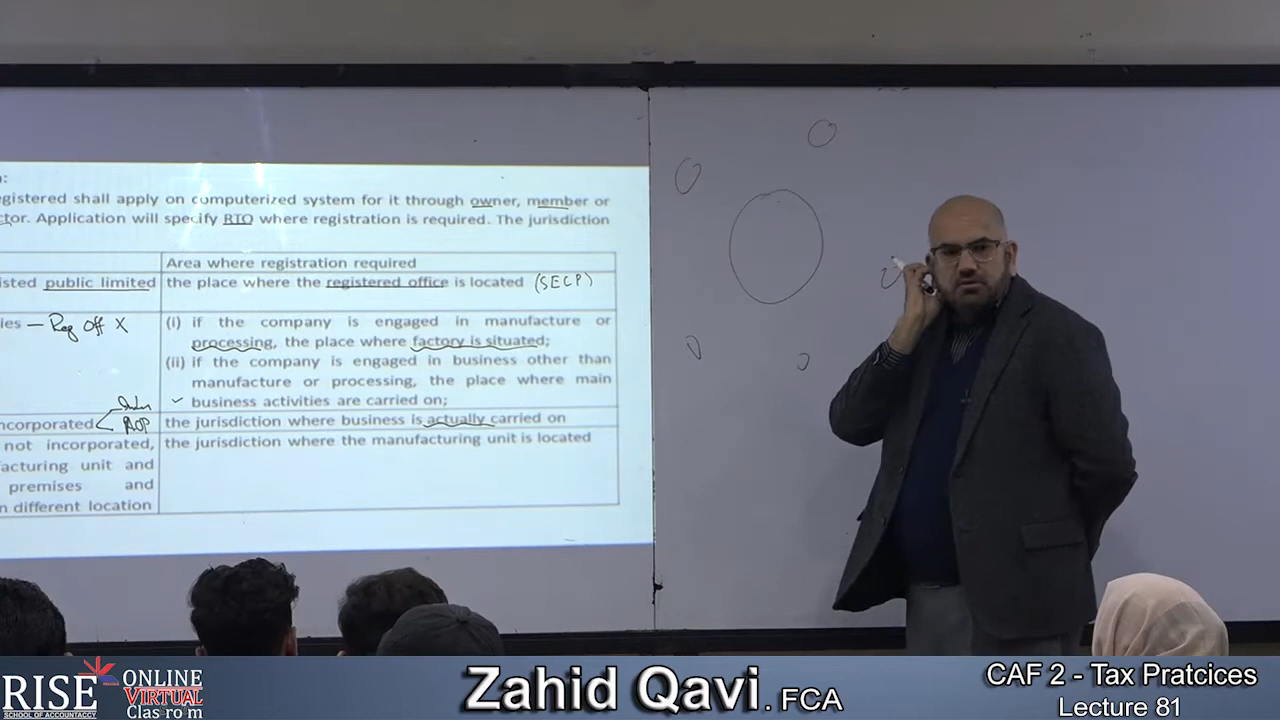 n:
egistered shall apply on computerized system for it through owner, member or
ctor. Application will specify RTO where registration is required. The jurisdiction
Area where registration required
isted public limited the place where the registered office is located (SECP)
ies — Reg Off X
(i) if the company is engaged in manufacture or
processing, the place where factory is situated;
(ii) if the company is engaged in business other than
manufacture or processing, the place where main
business activities are carried on;
ncorporated AOP the jurisdiction where business is actually carried on
not incorporated, the jurisdiction where the manufacturing unit is located
facturing unit and
premises and
n different location
RISE
SCHOOL OF ACCOUNTACCY
ONLINE
VIRTUAL
Clasrom
Zahid Qavi. FCA
CAF 2 - Tax Pratcices
Lecture 81